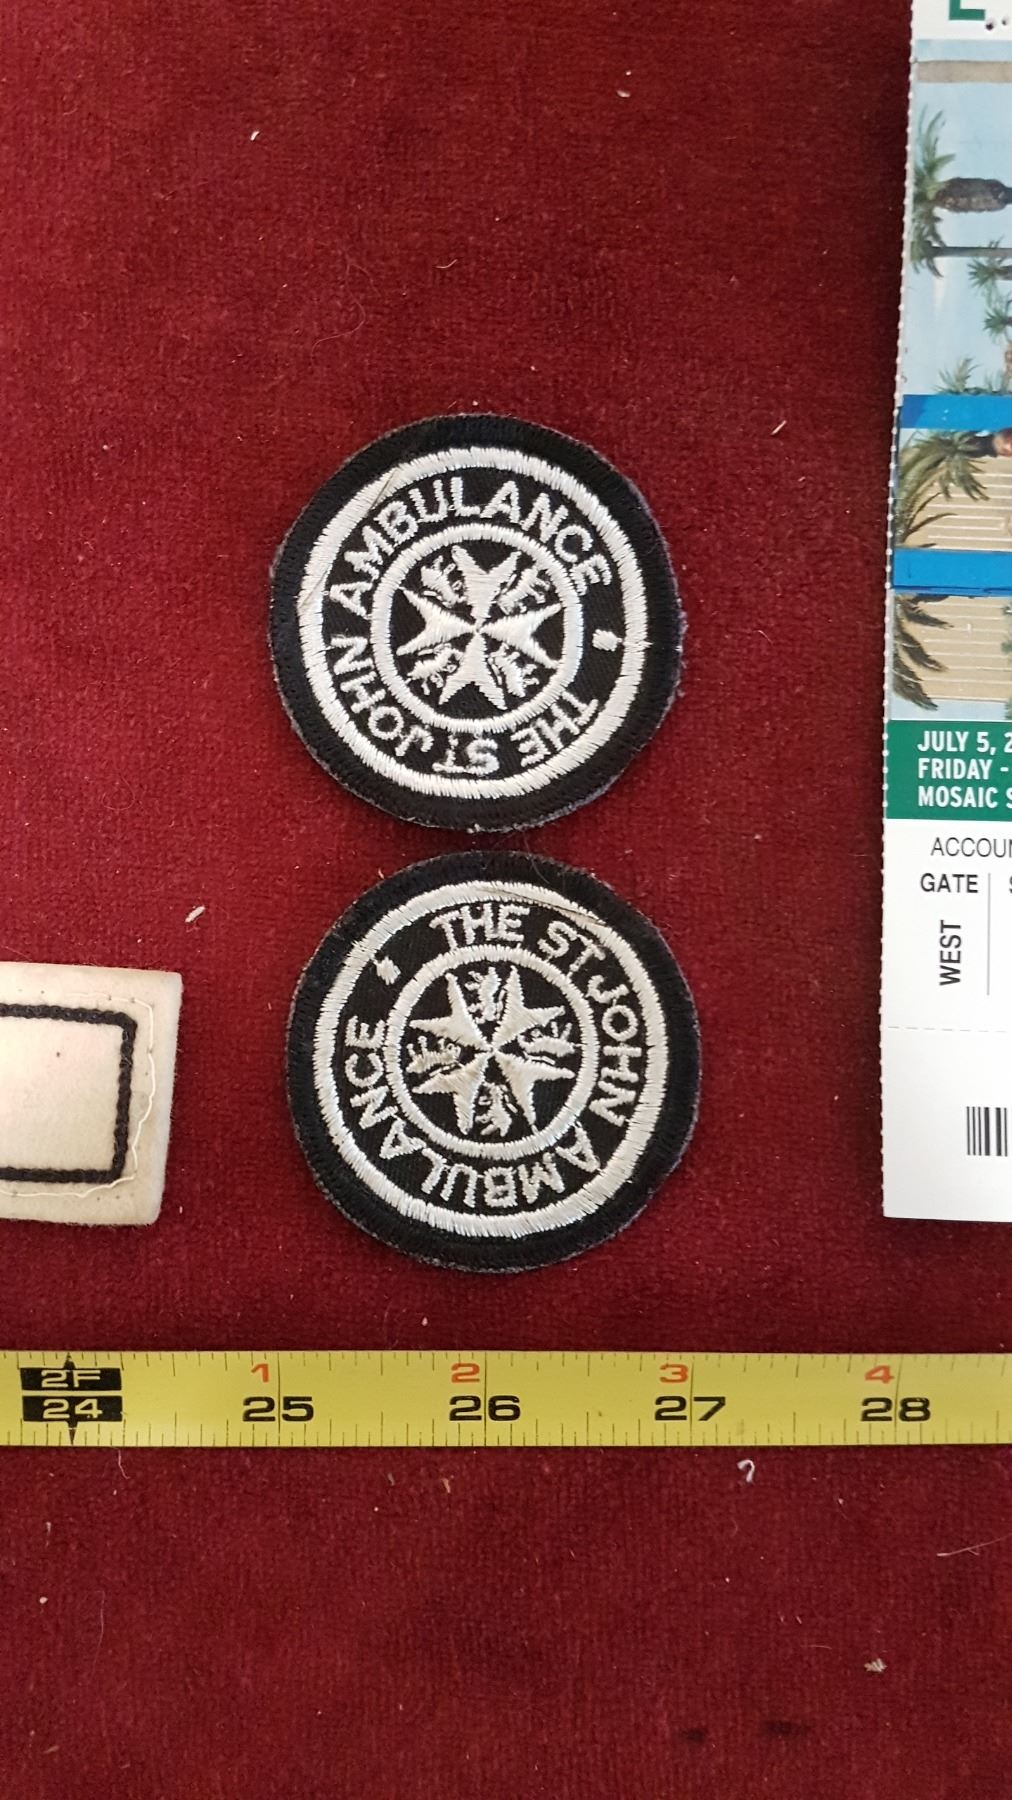 THE ST JOHN AMBULANCE
THE ST JOHN AMBULANCE
JULY 5, 2
FRIDAY -
MOSAIC S
ACCOUN
GATE
WEST
1 2 3 4
2F
24 25 26 27 28